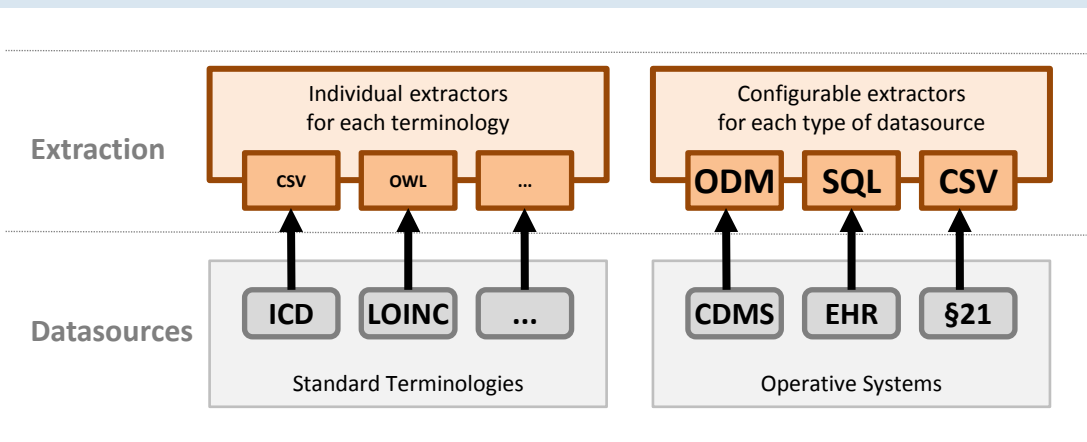 Extraction
Individual extractors
for each terminology
CSV
OWL
...
Configurable extractors
for each type of datasource
ODM
SQL
CSV
Datasources
ICD
LOINC
...
Standard Terminologies
CDMS
EHR
§21
Operative Systems